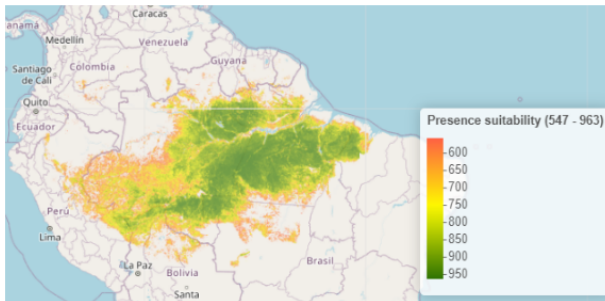 Caracas
Panamá
Medellín
Venezuela
Guyana
Santiago
de Cali
Colombia
Quito
Ecuador
Presence suitability (547 - 963)
600
650
700
750
800
850
900
950
Perú
Lima
La Paz
Bolivia
Brasil
Santa